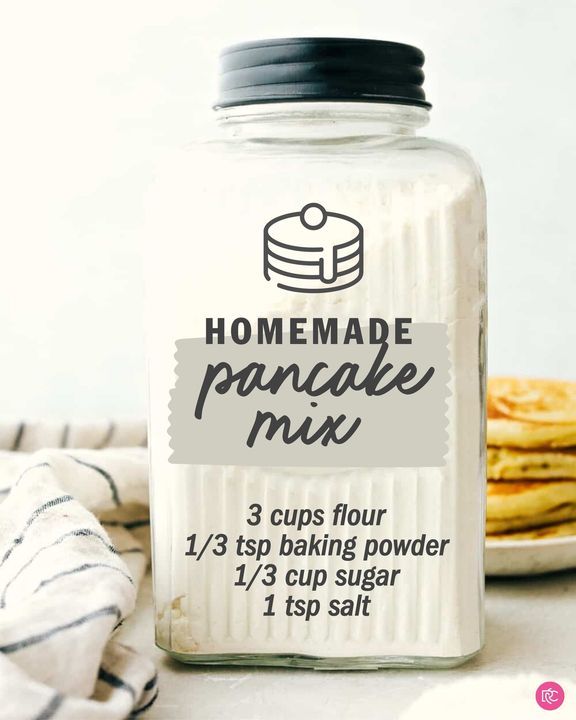 HOMEMADE
pancake
mix
3 cups flour
1/3 tsp baking powder
1/3 cup sugar
1 tsp salt